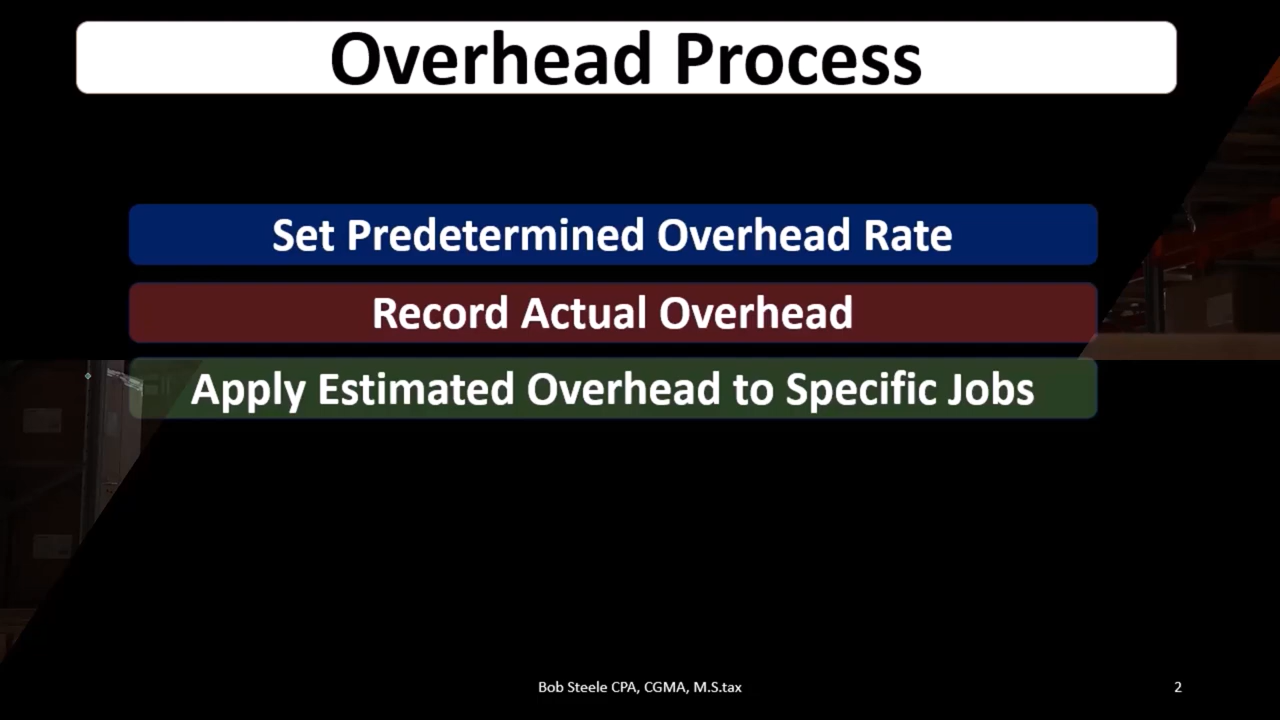 Overhead Process
Set Predetermined Overhead Rate
Record Actual Overhead
Apply Estimated Overhead to Specific Jobs
Bob Steele CPA, CGMA, M.S.tax
2